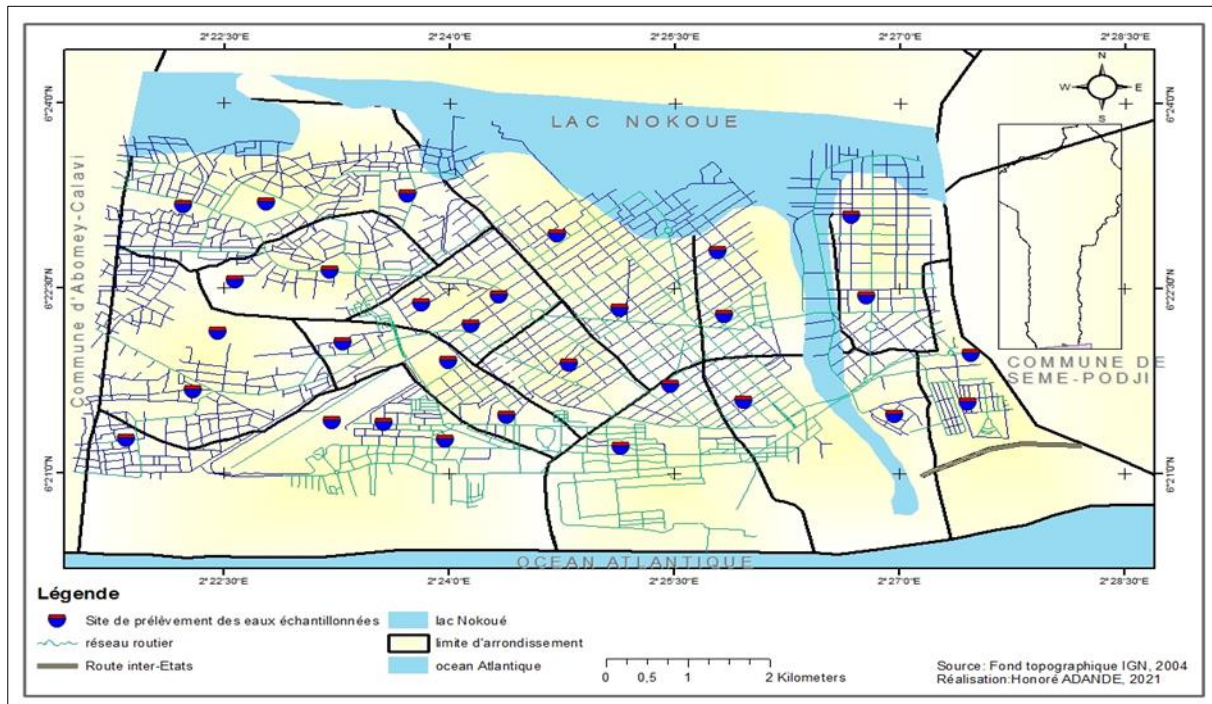 2°22'30"E 2°24'0"E 2°25'30"E 2°27'0"E 2°28'30"E
N
W E
S
6°24'0"N 6°24'0"N
LAC NOKOUE
Commune d'Abomey-Calavi
6°22'30"N 6°22'30"N
COMMUNE DE
SEME-PODJI
6°21'0"N 6°21'0"N
OCEAN ATLANTIQUE
2°22'30"E 2°24'0"E 2°25'30"E 2°27'0"E 2°28'30"E
Légende
Site de prélèvement des eaux échantillonnées
réseau routier
Route inter-Etats
lac Nokoué
limite d'arrondissement
ocean Atlantique
0 0,5 1 2 Kilometers
Source: Fond topographique IGN, 2004
Réalisation:Honoré ADANDE, 2021